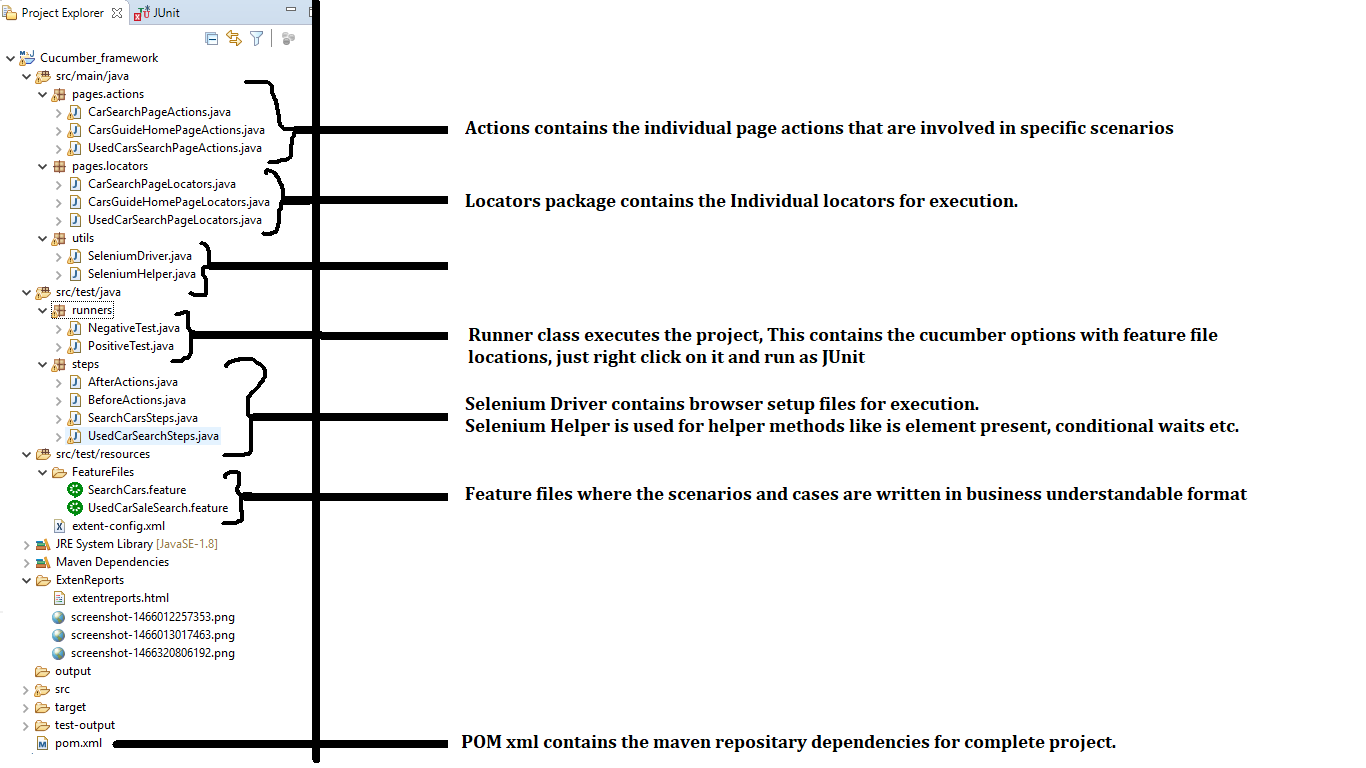 Project Explorer JUnit
Cucumber_framework
src/main/java
pages.actions
CarSearchPageActions.java
CarsGuideHomePageActions.java
UsedCarsSearchPageActions.java
pages.locators
CarSearchPageLocators.java
CarsGuideHomePageLocators.java
UsedCarSearchPageLocators.java
utils
SeleniumDriver.java
SeleniumHelper.java
src/test/java
runners
NegativeTest.java
PositiveTest.java
steps
AfterActions.java
BeforeActions.java
SearchCarsSteps.java
UsedCarSearchSteps.java
src/test/resources
FeatureFiles
SearchCars.feature
UsedCarSaleSearch.feature
extent-config.xml
JRE System Library [JavaSE-1.8]
Maven Dependencies
ExtenReports
extentreports.html
screenshot-1466012257353.png
screenshot-1466013017463.png
screenshot-1466320806192.png
output
src
target
test-output
pom.xml
Actions contains the individual page actions that are involved in specific scenarios
Locators package contains the Individual locators for execution.
Runner class executes the project, This contains the cucumber options with feature file
locations, just right click on it and run as JUnit
Selenium Driver contains browser setup files for execution.
Selenium Helper is used for helper methods like is element present, conditional waits etc.
Feature files where the scenarios and cases are written in business understandable format
POM xml contains the maven repositary dependencies for complete project.